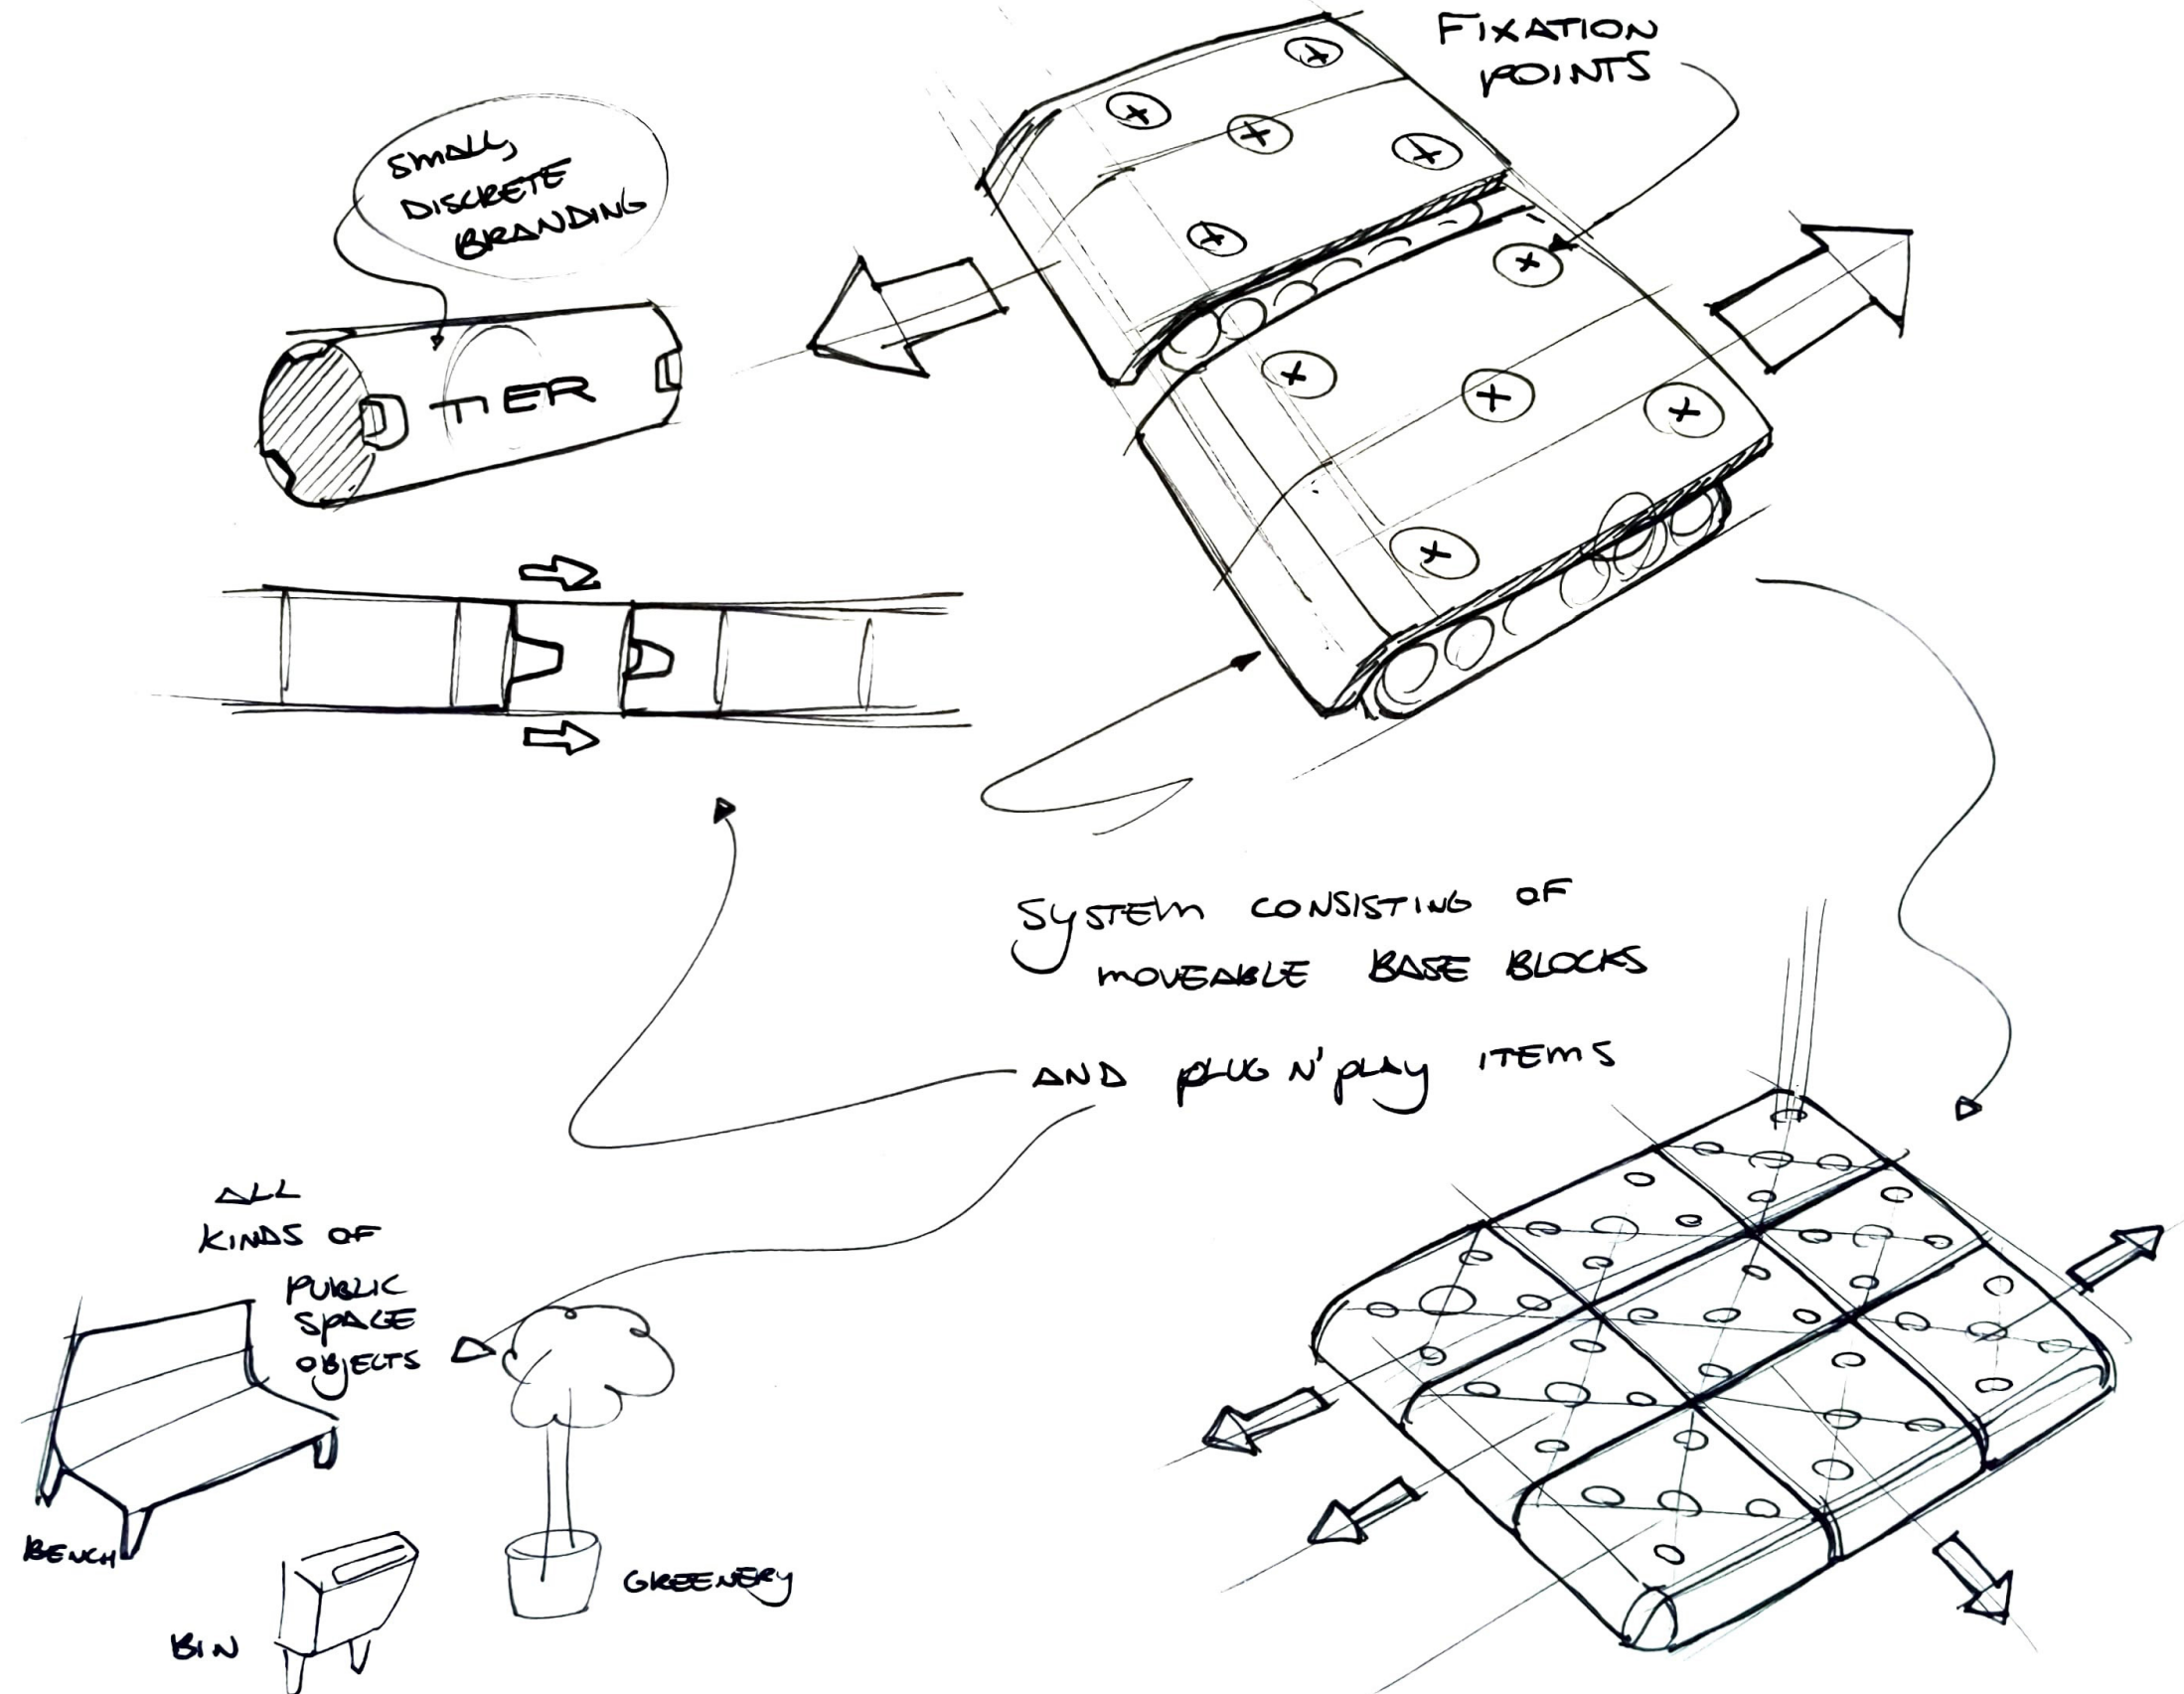 FIXATION
POINTS
SMALL,
DISCRETE
BRANDING
TIER
SYSTEM CONSISTING OF
MOVEABLE BASE BLOCKS
AND PLUG N' PLAY ITEMS
ALL
KINDS OF
PUBLIC
SPACE
OBJECTS
BENCH
GREENERY
BIN